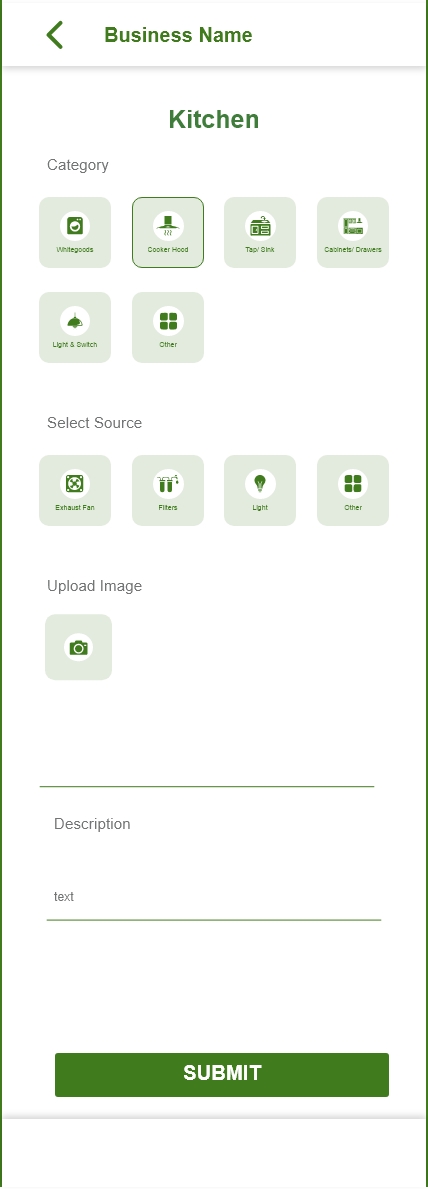 Business Name
Kitchen
Category
Whitegoods
Cooker Hood
Tap/ Sink
Cabinets/ Drawers
Light & Switch
Other
Select Source
Exhaust Fan
Filters
Light
Other
Upload Image
Description
text
SUBMIT